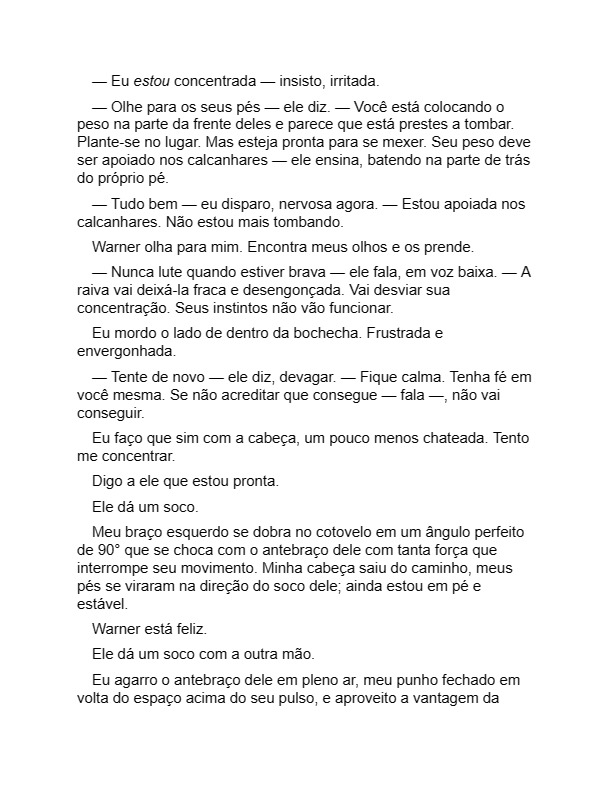 — Eu estou concentrada — insisto, irritada.
— Olhe para os seus pés — ele diz. — Você está colocando o
peso na parte da frente deles e parece que está prestes a tombar.
Plante-se no lugar. Mas esteja pronta para se mexer. Seu peso deve
ser apoiado nos calcanhares — ele ensina, batendo na parte de trás
do próprio pé.
— Tudo bem — eu disparo, nervosa agora. — Estou apoiada nos
calcanhares. Não estou mais tombando.
Warner olha para mim. Encontra meus olhos e os prende.
— Nunca lute quando estiver brava — ele fala, em voz baixa. — A
raiva vai deixá-la fraca e desengonçada. Vai desviar sua
concentração. Seus instintos não vão funcionar.
Eu mordo o lado de dentro da bochecha. Frustrada e
envergonhada.
— Tente de novo — ele diz, devagar. — Fique calma. Tenha fé em
você mesma. Se não acreditar que consegue — fala —, não vai
conseguir.
Eu faço que sim com a cabeça, um pouco menos chateada. Tento
me concentrar.
Digo a ele que estou pronta.
Ele dá um soco.
Meu braço esquerdo se dobra no cotovelo em um ângulo perfeito
de 90° que se choca com o antebraço dele com tanta força que
interrompe seu movimento. Minha cabeça saiu do caminho, meus
pés se viraram na direção do soco dele; ainda estou em pé e
estável.
Warner está feliz.
Ele dá um soco com a outra mão.
Eu agarro o antebraço dele em pleno ar, meu punho fechado em
volta do espaço acima do seu pulso, e aproveito a vantagem da